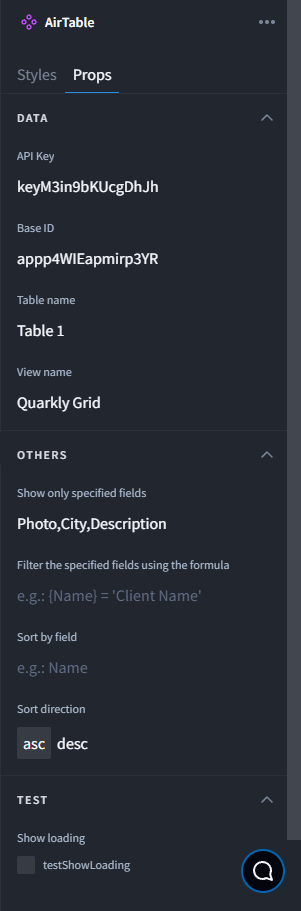 AirTable
Styles Props
DATA
API Key
keyM3in9bKUcgDhJh
Base ID
appp4WIEapmirp3YR
Table name
Table 1
View name
Quarkly Grid
OTHERS
Show only specified fields
Photo,City,Description
Filter the specified fields using the formula
e.g.: {Name} = 'Client Name'
Sort by field
e.g.: Name
Sort direction
asc desc
TEST
Show loading
testShowLoading